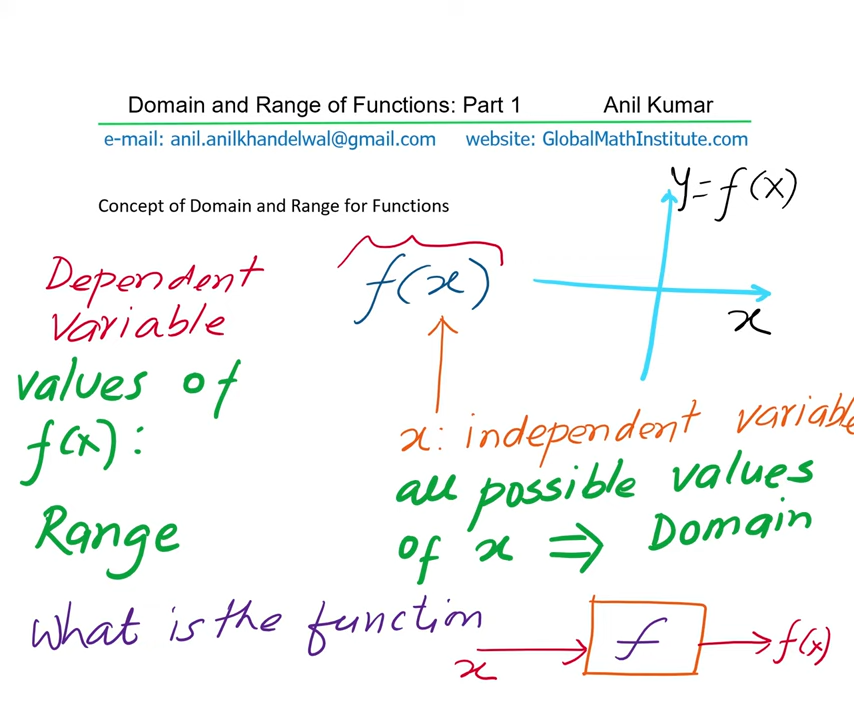 Domain and Range of Functions: Part 1 Anil Kumar
e-mail: anil.anilkhandelwal@gmail.com website: GlobalMathInstitute.com
Concept of Domain and Range for Functions
y = f(x)
x
f(x)
Dependent
variable
values of
f(x):
Range
x: independent variable
all possible values
of x ⇒ Domain
What is the function
x
f
f(x)